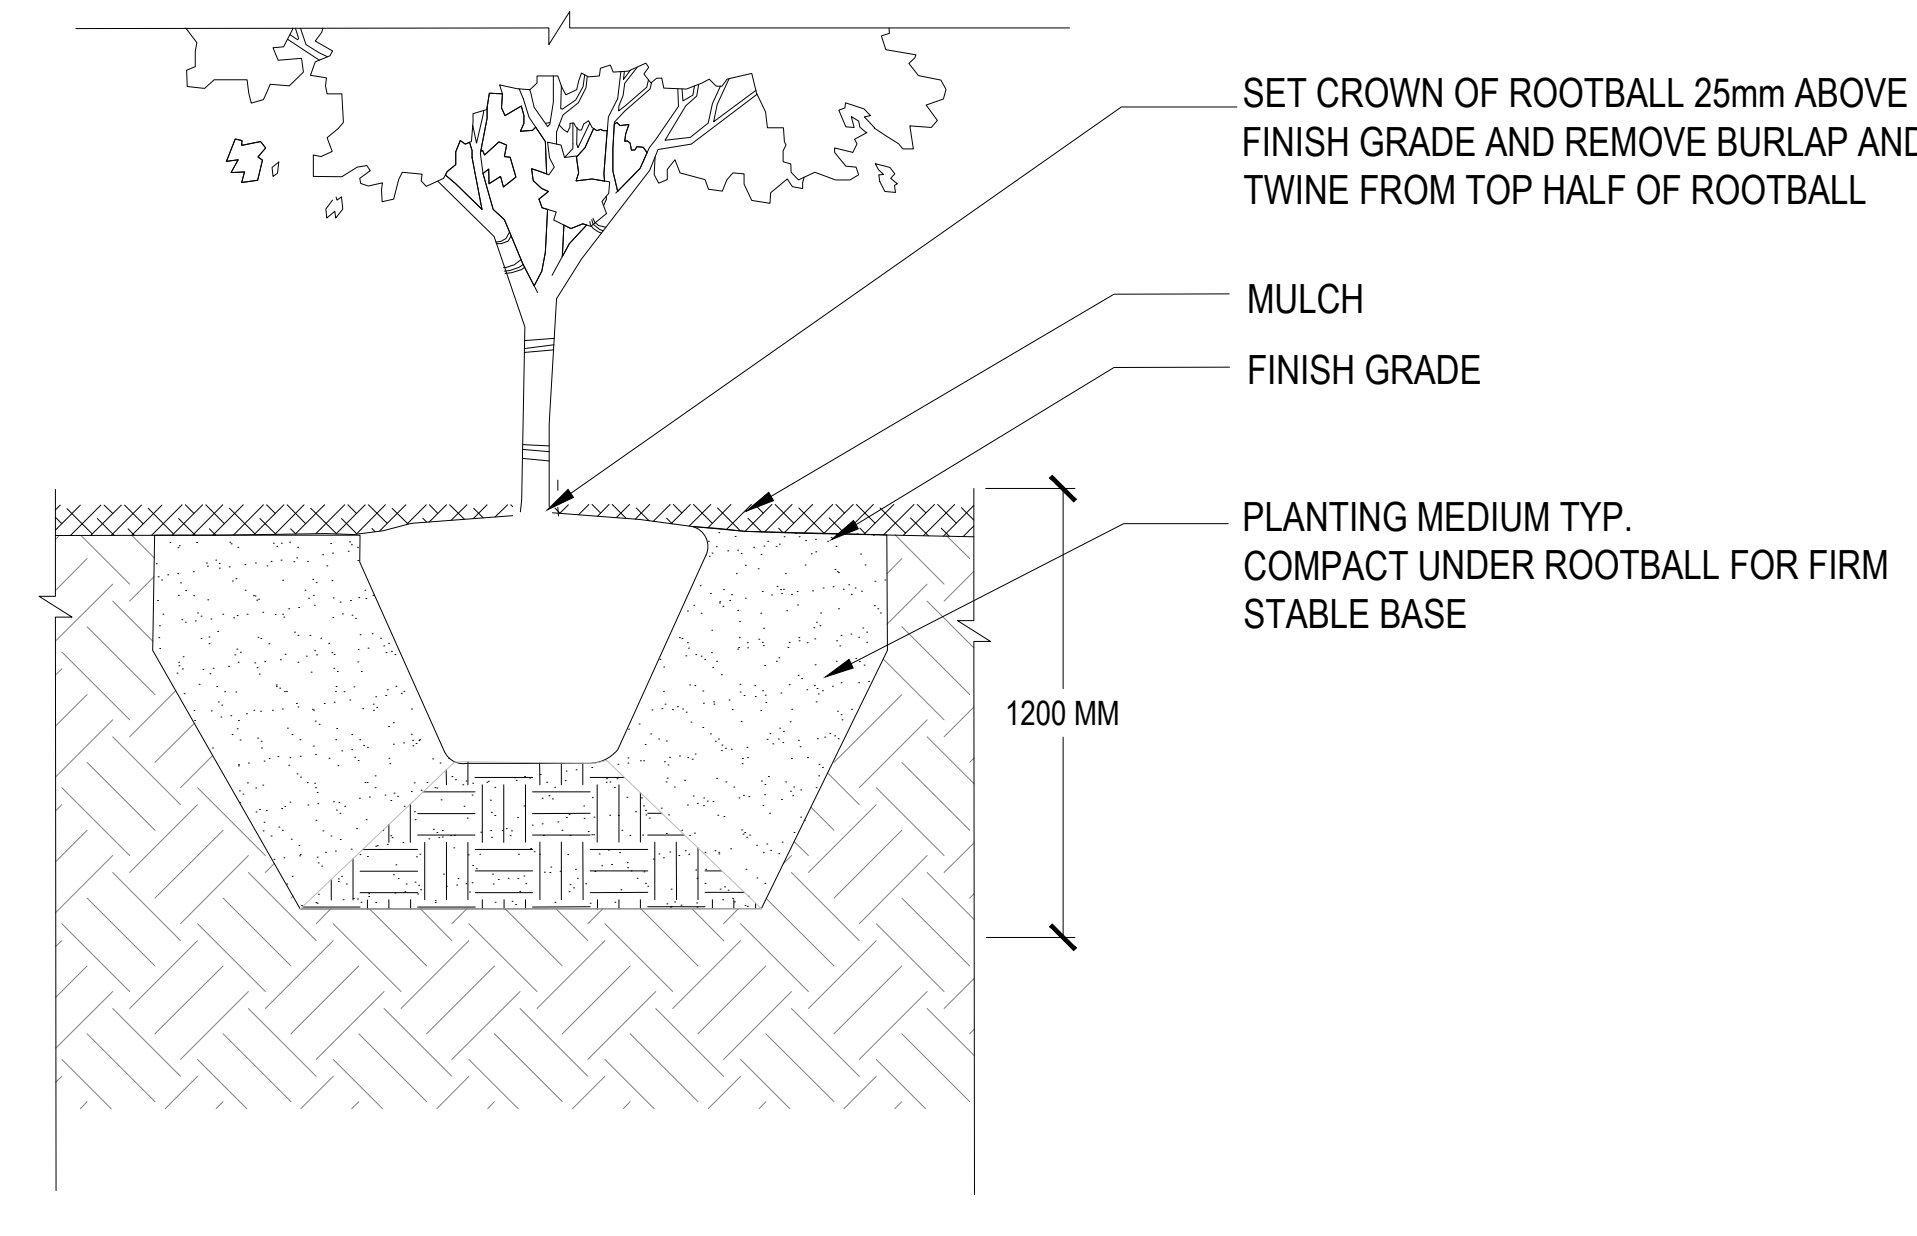 SET CROWN OF ROOTBALL 25mm ABOVE
FINISH GRADE AND REMOVE BURLAP AND
TWINE FROM TOP HALF OF ROOTBALL
MULCH
FINISH GRADE
PLANTING MEDIUM TYP.
COMPACT UNDER ROOTBALL FOR FIRM
STABLE BASE
1200 MM